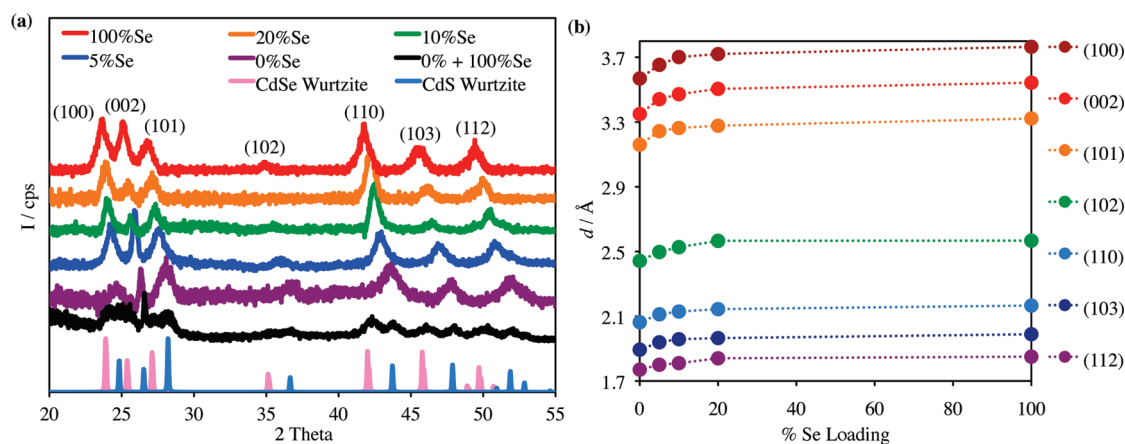 (a)
100%Se 20%Se 10%Se
5%Se 0%Se 0% + 100%Se
CdSe Wurtzite CdS Wurtzite
(100) (002) (101) (102) (110) (103) (112)
I / cps
20 25 30 35 40 45 50 55
2 Theta
(b)
3.7
3.3
2.9
2.5
2.1
1.7
d / Å
0 20 40 60 80 100
% Se Loading
(100)
(002)
(101)
(102)
(110)
(103)
(112)